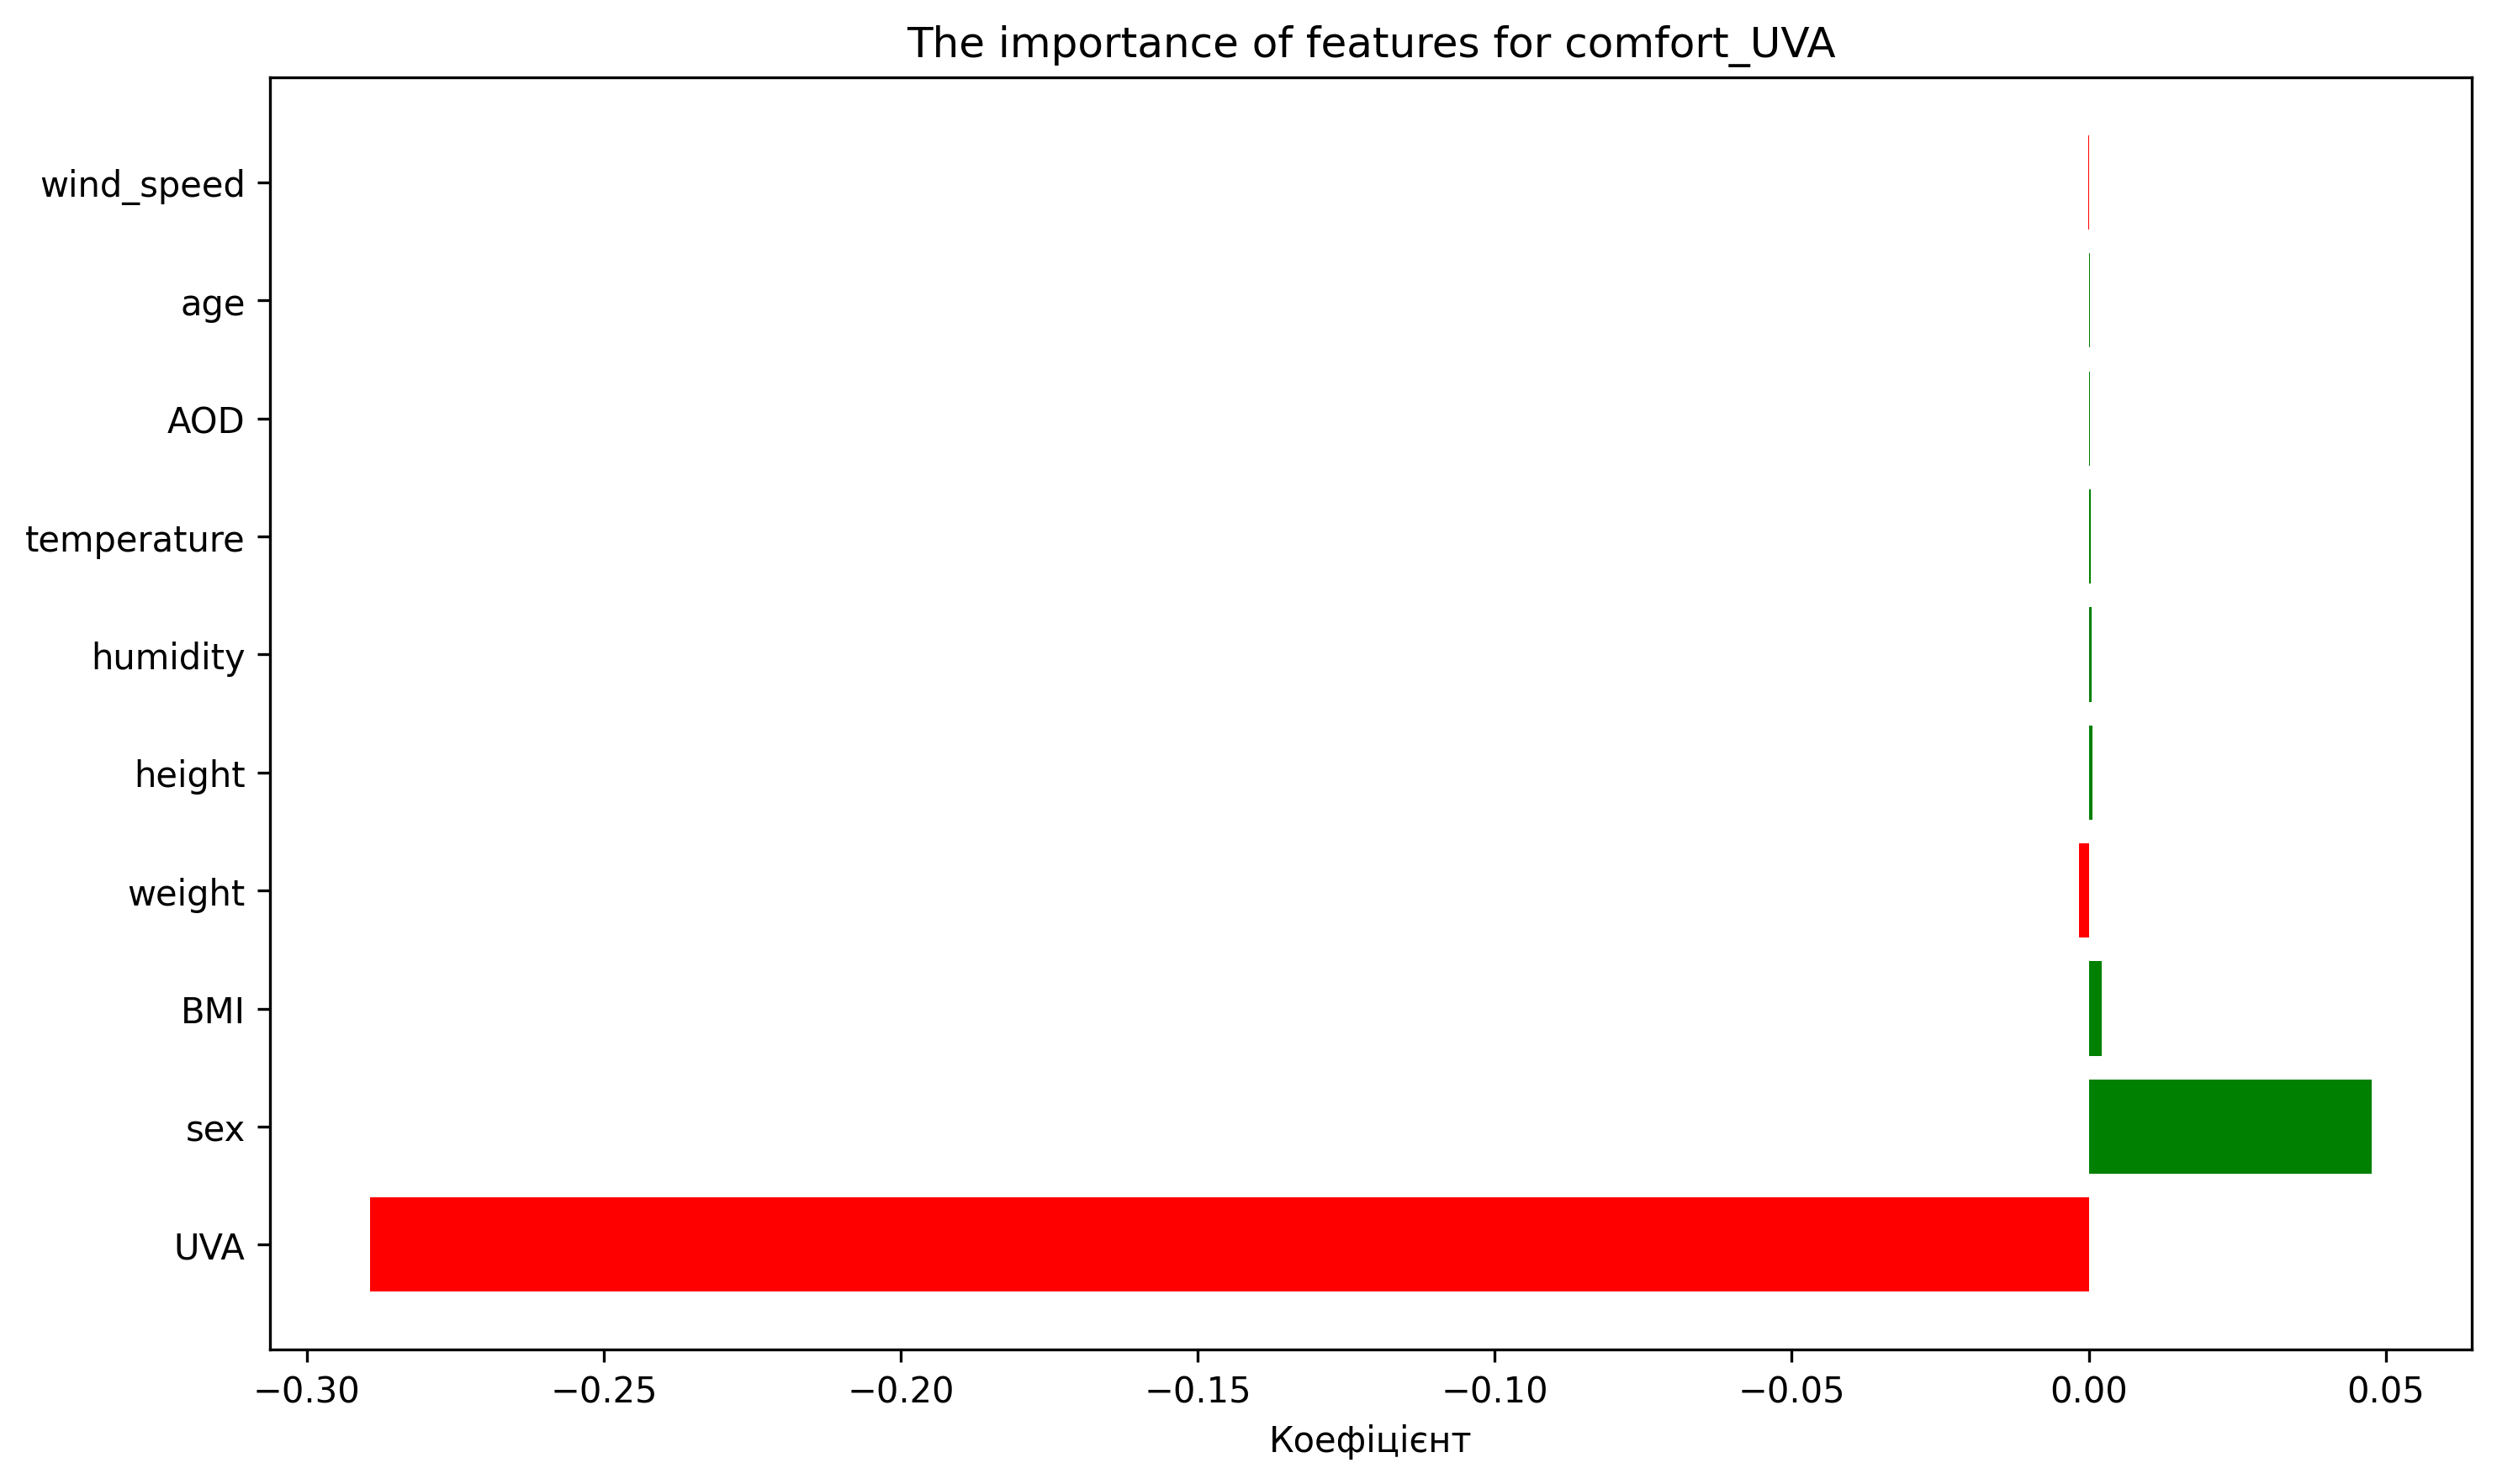 The importance of features for comfort_UVA
wind_speed
age
AOD
temperature
humidity
height
weight
BMI
sex
UVA
−0.30 −0.25 −0.20 −0.15 −0.10 −0.05 0.00 0.05
Коефіцієнт